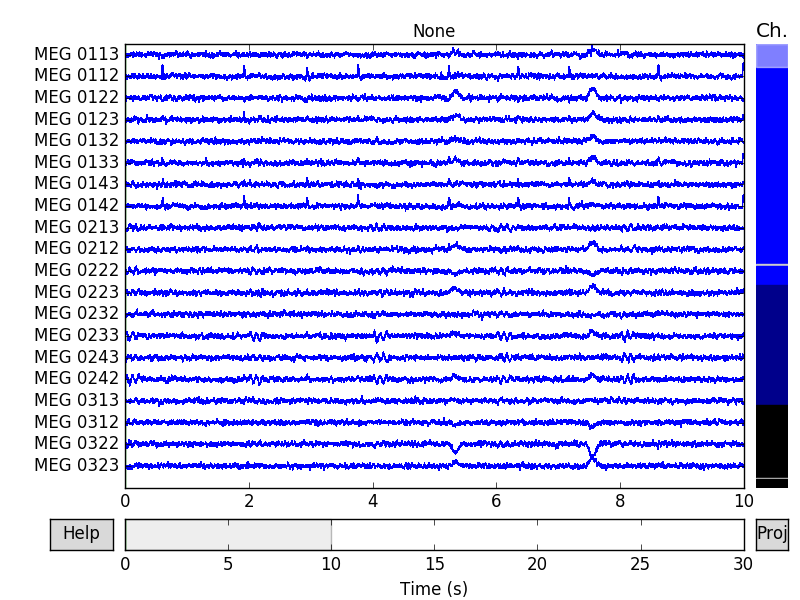 None
Ch.
MEG 0113
MEG 0112
MEG 0122
MEG 0123
MEG 0132
MEG 0133
MEG 0143
MEG 0142
MEG 0213
MEG 0212
MEG 0222
MEG 0223
MEG 0232
MEG 0233
MEG 0243
MEG 0242
MEG 0313
MEG 0312
MEG 0322
MEG 0323
0 2 4 6 8 10
Help
Proj
0 5 10 15 20 25 30
Time (s)